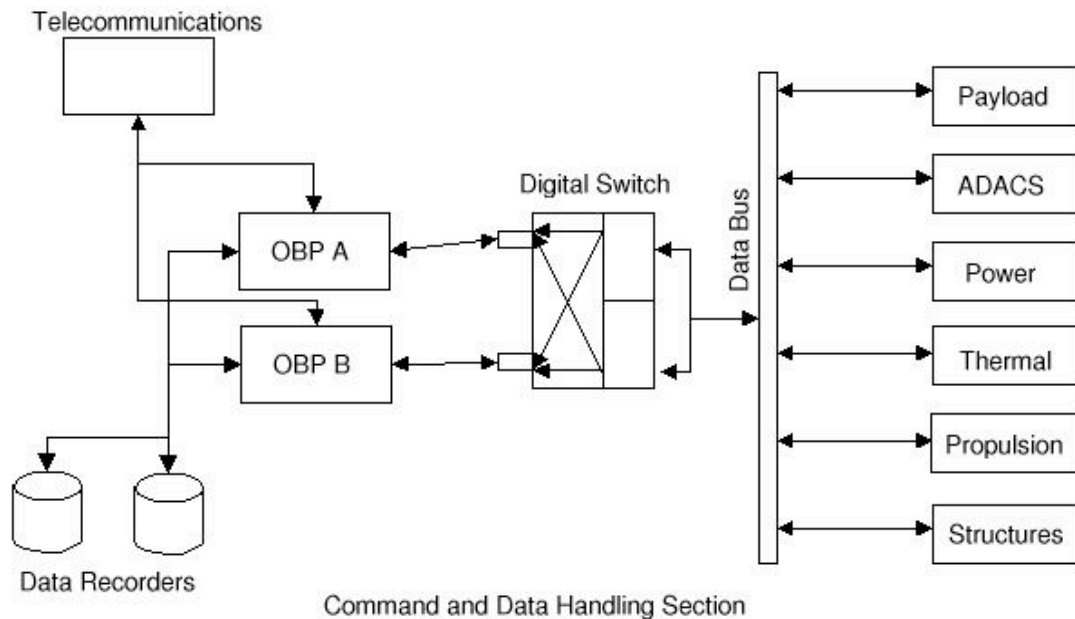 Telecommunications
Payload
ADACS
Digital Switch
Data Bus
OBP A
Power
OBP B
Thermal
Propulsion
Structures
Data Recorders
Command and Data Handling Section